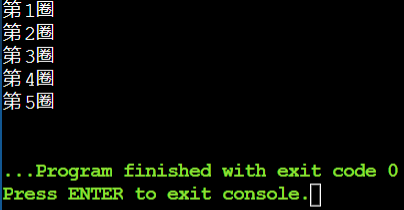 第1圈
第2圈
第3圈
第4圈
第5圈
...Program finished with exit code 0
Press ENTER to exit console.